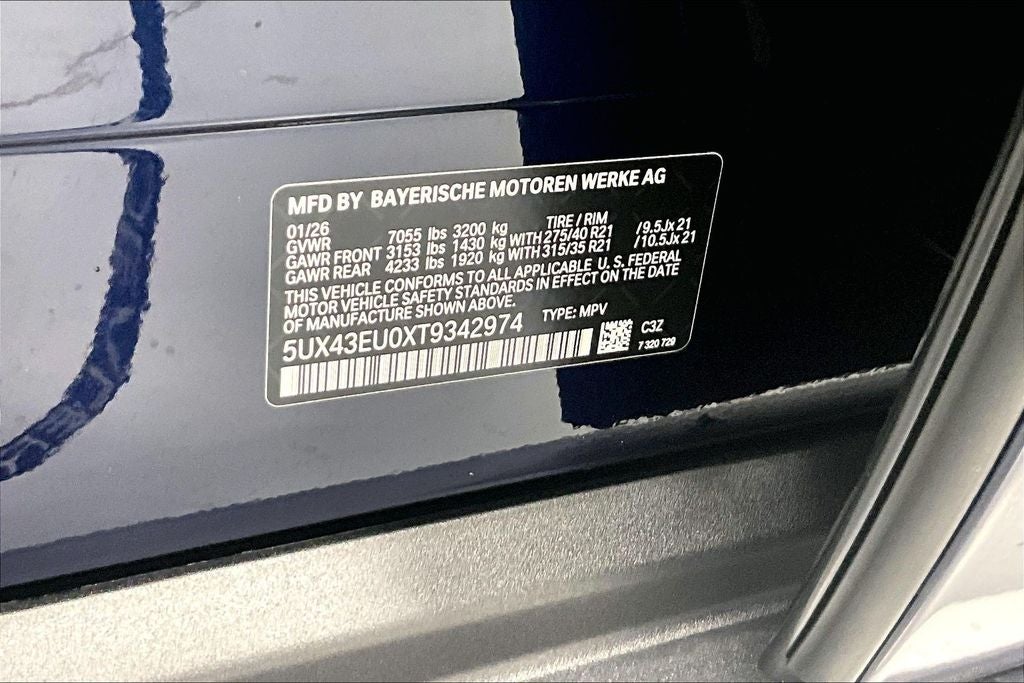 MFD BY BAYERISCHE MOTOREN WERKE AG
01/26 TIRE / RIM
GVWR 7055 lbs 3200 kg
GAWR FRONT 3153 lbs 1430 kg WITH 275/40 R21 /9.5Jx21
GAWR REAR 4233 lbs 1920 kg WITH 315/35 R21 /10.5Jx21
THIS VEHICLE CONFORMS TO ALL APPLICABLE U. S. FEDERAL
MOTOR VEHICLE SAFETY STANDARDS IN EFFECT ON THE DATE
OF MANUFACTURE SHOWN ABOVE. TYPE: MPV
5UX43EU0XT9342974
C3Z
7 320 729